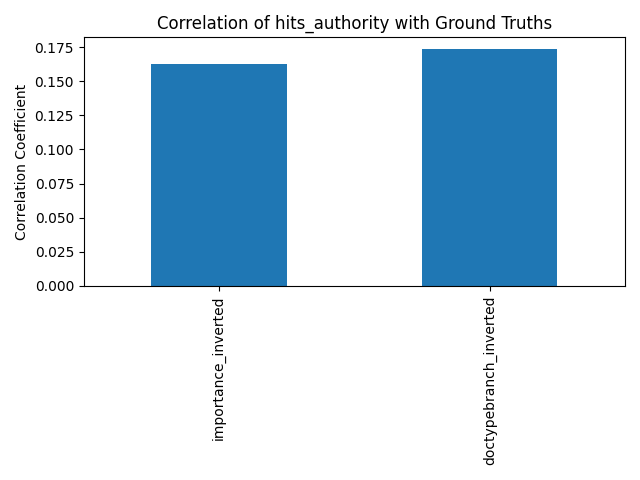 Correlation of hits_authority with Ground Truths
Correlation Coefficient
0.175
0.150
0.125
0.100
0.075
0.050
0.025
0.000
importance_inverted
doctypebranch_inverted